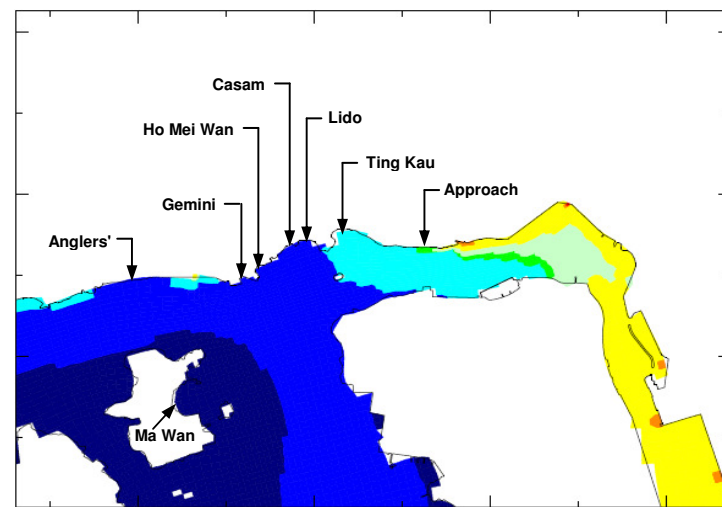 Casam
Lido
Ho Mei Wan
Ting Kau
Approach
Gemini
Anglers'
Ma Wan